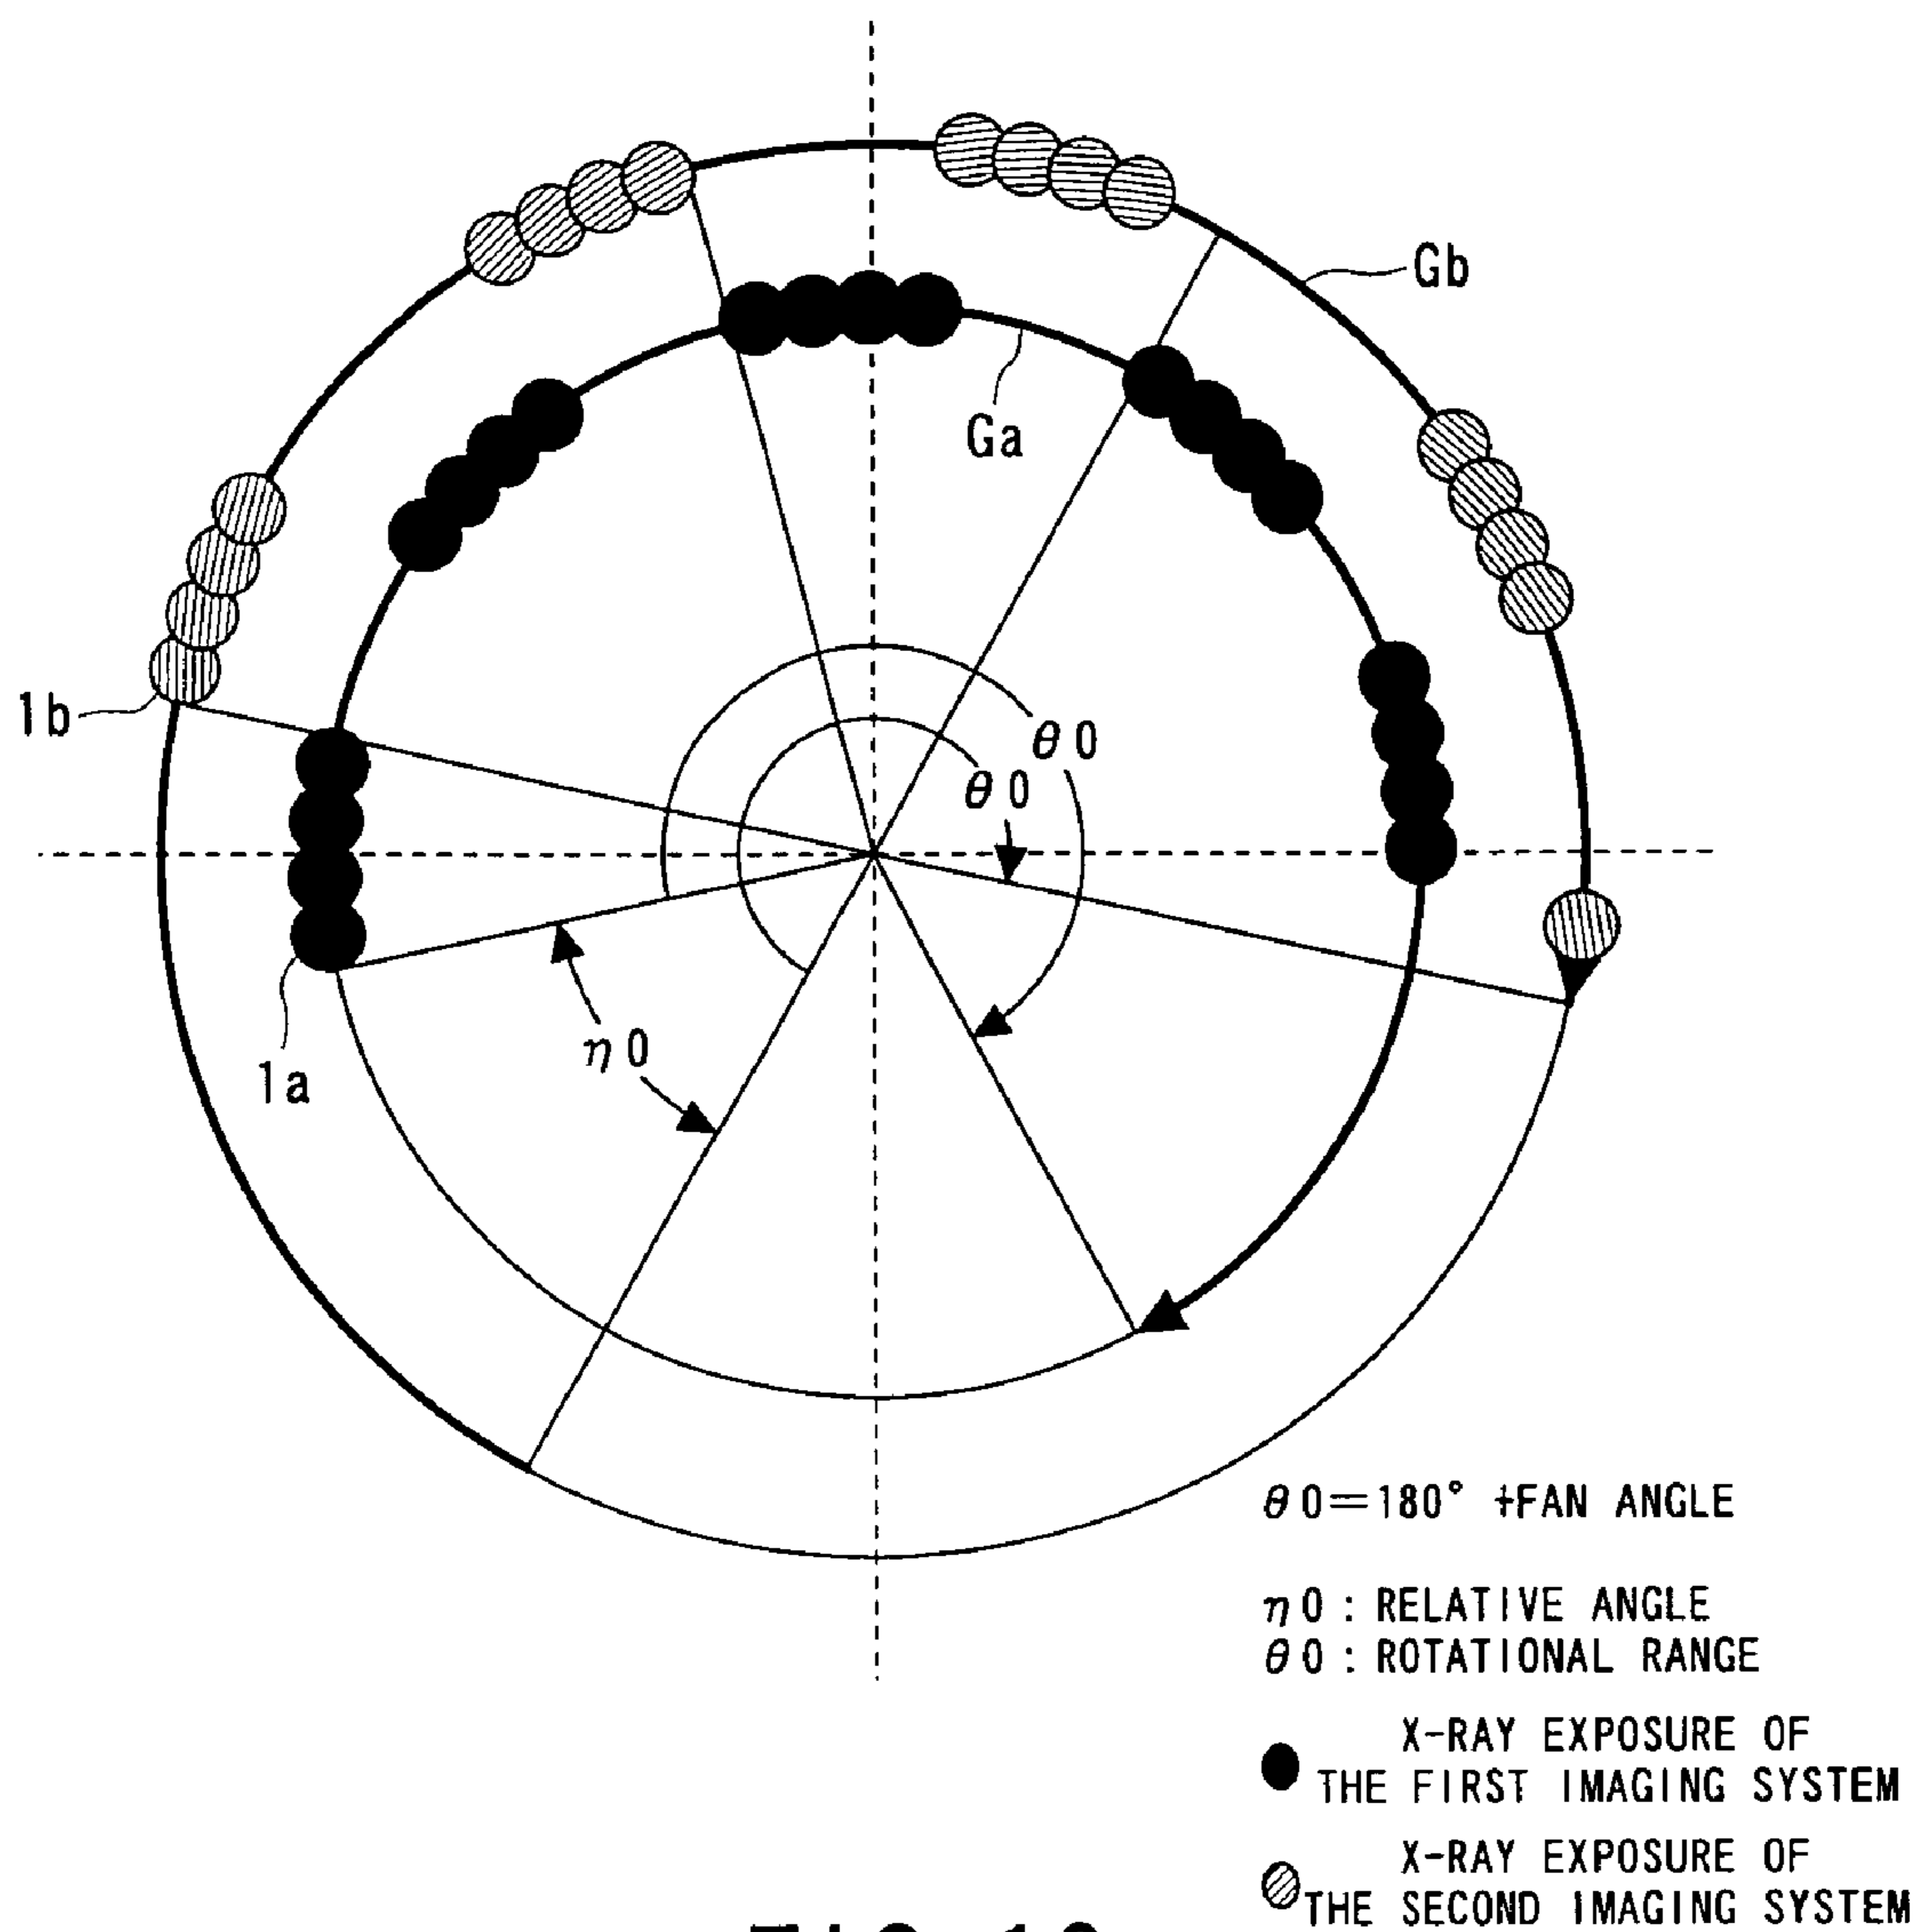 Gb
Ga
1b
θ0
θ0
η0
1a
θ0=180° +FAN ANGLE
η0 : RELATIVE ANGLE
θ0 : ROTATIONAL RANGE
X-RAY EXPOSURE OF
THE FIRST IMAGING SYSTEM
X-RAY EXPOSURE OF
THE SECOND IMAGING SYSTEM